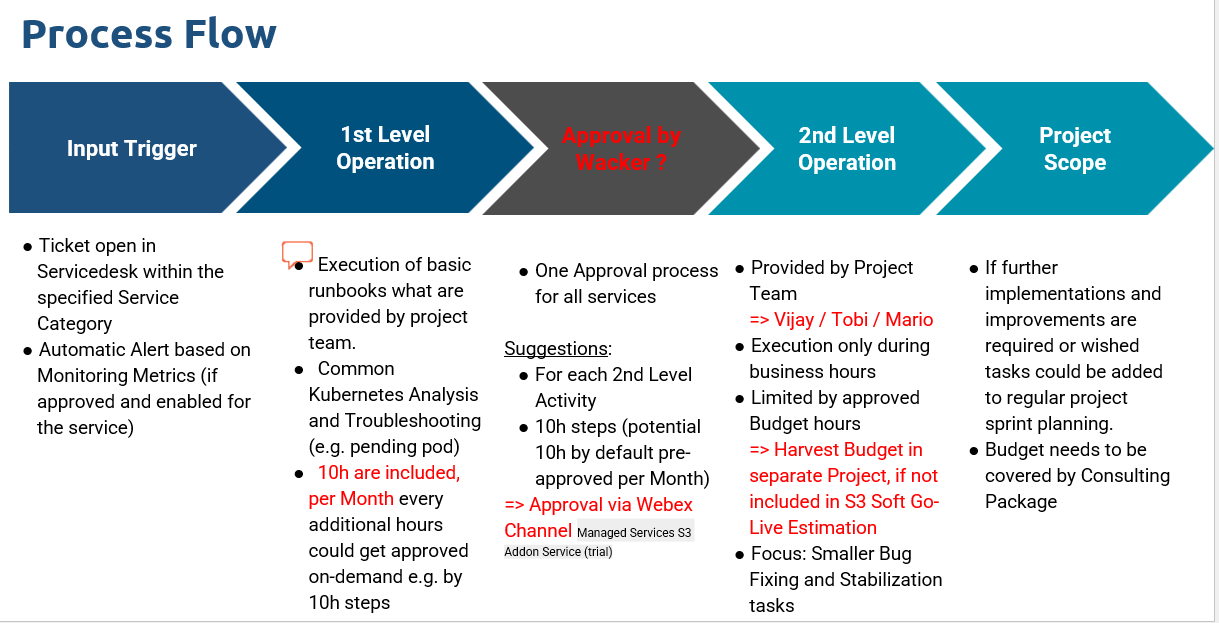 Process Flow
Input Trigger
1st Level
Operation
Approval by
Wacker ?
2nd Level
Operation
Project
Scope
● Ticket open in
Servicedesk within the
specified Service
Category
● Automatic Alert based on
Monitoring Metrics (if
approved and enabled for
the service)
● Execution of basic
runbooks what are
provided by project
team.
● Common
Kubernetes Analysis
and Troubleshooting
(e.g. pending pod)
● 10h are included,
per Month every
additional hours
could get approved
on-demand e.g. by
10h steps
● One Approval process
for all services
Suggestions:
● For each 2nd Level
Activity
● 10h steps (potential
10h by default pre-
approved per Month)
=> Approval via Webex
Channel Managed Services S3
Addon Service (trial)
● Provided by Project
Team
=> Vijay / Tobi / Mario
● Execution only during
business hours
● Limited by approved
Budget hours
=> Harvest Budget in
separate Project, if not
included in S3 Soft Go-
Live Estimation
● Focus: Smaller Bug
Fixing and Stabilization
tasks
● If further
implementations and
improvements are
required or wished
tasks could be added
to regular project
sprint planning.
● Budget needs to be
covered by Consulting
Package